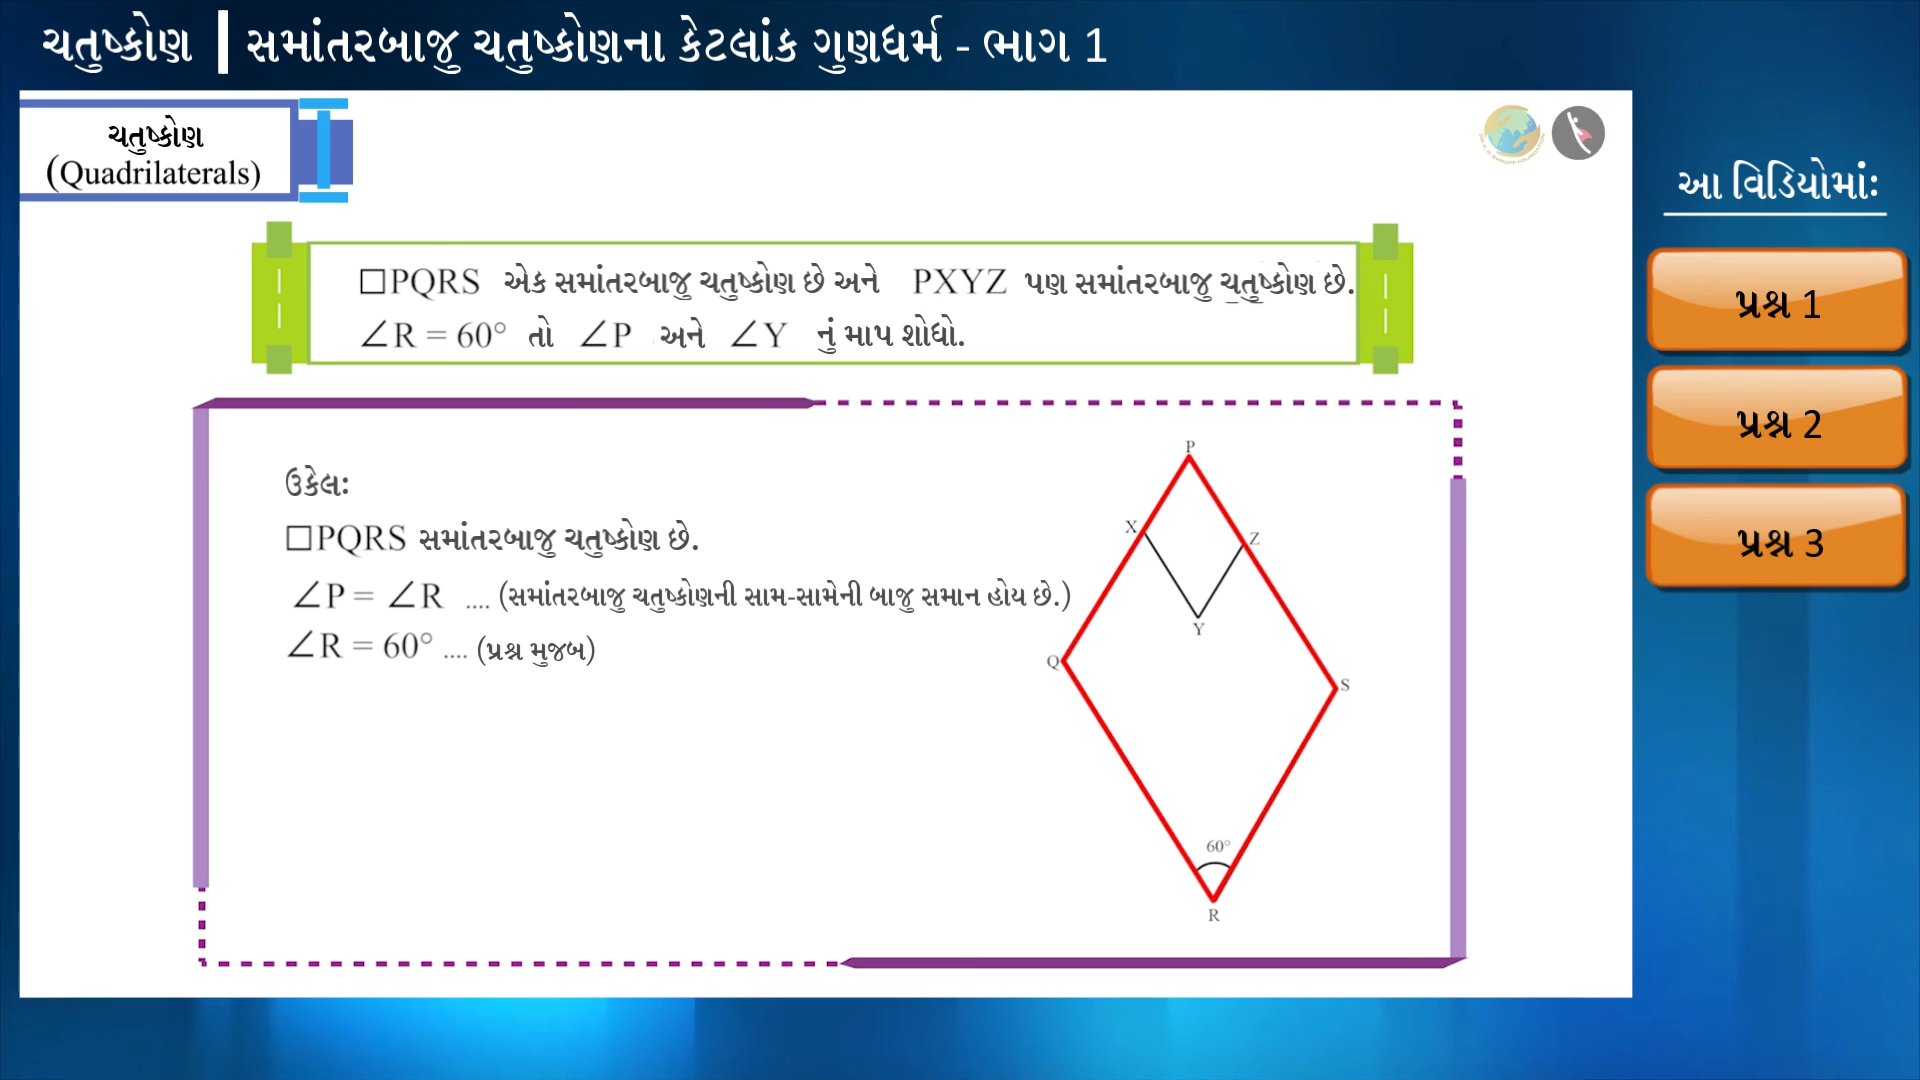 ચતુષ્કોણ | સમાંતરબાજુ ચતુષ્કોણના કેટલાંક ગુણધર્મ - ભાગ 1
ચતુષ્કોણ
(Quadrilaterals)
□PQRS એક સમાંતરબાજુ ચતુષ્કોણ છે અને PXYZ પણ સમાંતરબાજુ ચતુષ્કોણ છે.
∠R = 60° તો ∠P અને ∠Y નું માપ શોધો.
ઉકેલઃ
□PQRS સમાંતરબાજુ ચતુષ્કોણ છે.
∠P = ∠R .... (સમાંતરબાજુ ચતુષ્કોણની સામ-સામેની બાજુ સમાન હોય છે.)
∠R = 60° .... (પ્રશ્ન મુજબ)
P
X
Z
Y
Q
S
60°
R
આ વિડિયોમાંઃ
પ્રશ્ન 1
પ્રશ્ન 2
પ્રશ્ન 3